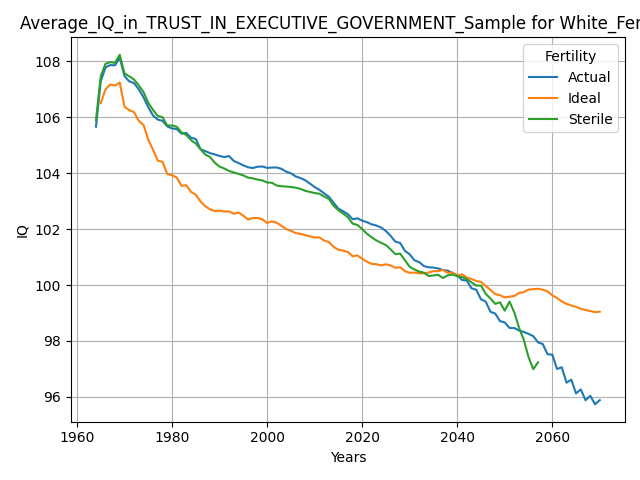 Average_IQ_in_TRUST_IN_EXECUTIVE_GOVERNMENT_Sample for White_Fer
Fertility
Actual
Ideal
Sterile
IQ
108
106
104
102
100
98
96
1960
1980
2000
2020
2040
2060
Years